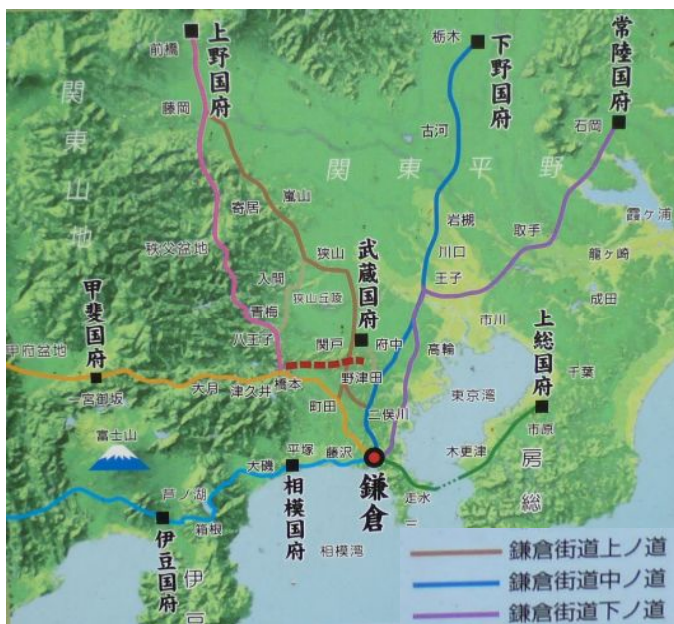 上野国府
前橋
栃木
下野国府
常陸国府
石岡
藤岡
古河
関東山地
関東平野
嵐山
寄居
岩槻
取手
霞ヶ浦
秩父盆地
狭山
武蔵国府
川口
王子
龍ヶ崎
入間
狭山丘陵
成田
甲斐国府
青梅
八王子
関戸
府中
市川
上総国府
甲府盆地
高輪
千葉
大月
津久井
橋本
野津田
東京湾
一宮御坂
町田
二俣川
市原
富士山
平塚
藤沢
木更津
房総
大磯
鎌倉
走水
芦ノ湖
相模国府
三
箱根
伊豆国府
伊豆
相模湾
鎌倉街道上ノ道
鎌倉街道中ノ道
鎌倉街道下ノ道